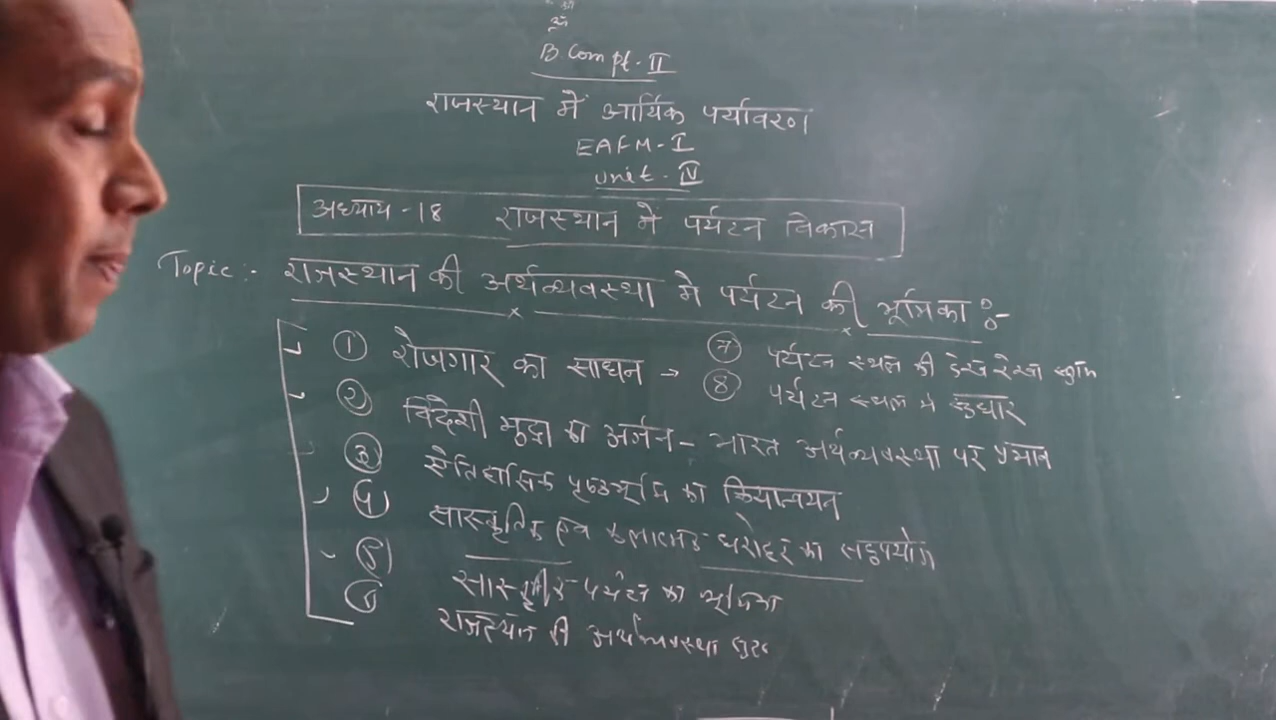 श्री
ॐ
B.Com pt. II
राजस्थान में आर्थिक पर्यावरण
EAFM-I
Unit-IV
अध्याय-18 राजस्थान में पर्यटन विकास
Topic:- राजस्थान की अर्थव्यवस्था मे पर्यटन की भूमिका :-
① रोजगार का साधन →
② विदेशी मुद्रा का अर्जन - भारत अर्थव्यवस्था पर प्रभाव
③ ऐतिहासिक पृष्ठभूमि का क्रियान्वयन
④ सास्कृतिक एव कलात्मक धरोहर का सदुपयोग
⑤ पर्यटन का भूमिका
⑥ राजस्थान की अर्थव्यवस्था
⑦ पर्यटन स्थल की देख रेख
⑧ पर्यटन स्थल मे सुधार